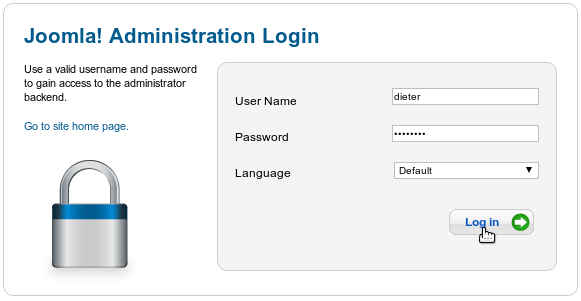 Joomla! Administration Login
Use a valid username and password
to gain access to the administrator
backend.
Go to site home page.
User Name
dieter
Password
••••••••
Language
Default
Log in